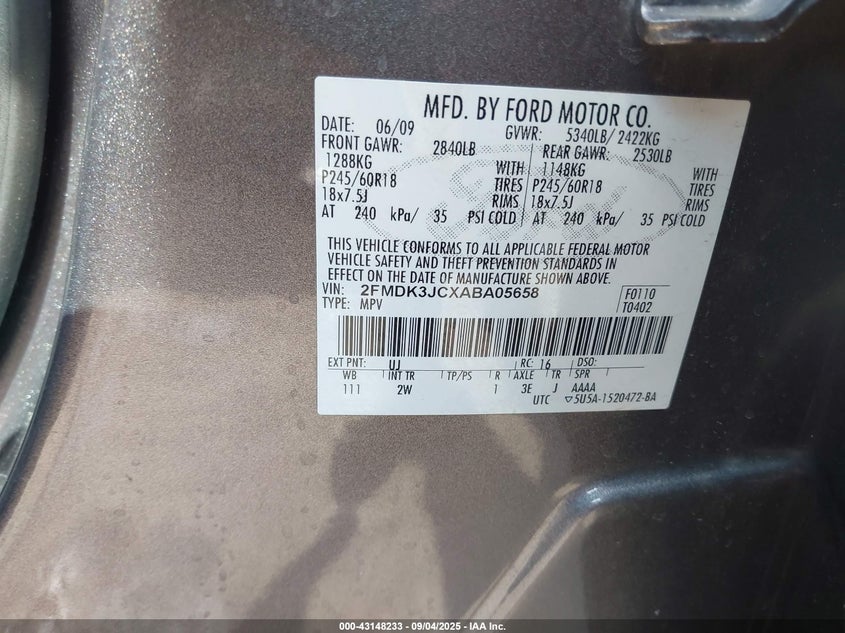 MFD. BY FORD MOTOR CO.
DATE: 06/09 GVWR: 5340LB/ 2422KG
FRONT GAWR: 2840LB REAR GAWR: 2530LB
1288KG WITH 1148KG WITH
P245/60R18 TIRES P245/60R18 TIRES
18x7.5J RIMS 18x7.5J RIMS
AT 240 kPa/ 35 PSI COLD AT 240 kPa/ 35 PSI COLD
Ford
THIS VEHICLE CONFORMS TO ALL APPLICABLE FEDERAL MOTOR
VEHICLE SAFETY AND THEFT PREVENTION STANDARDS IN
EFFECT ON THE DATE OF MANUFACTURE SHOWN ABOVE.
VIN: 2FMDK3JCXABA05658 F0110
TYPE: MPV T0402
EXT PNT: UJ RC: 16 DSO:
WB INT TR TP/PS R AXLE TR SPR
111 2W 1 3E J AAAA
UTC ▽5U5A-1520472-BA
000-43148233 - 09/04/2025 - IAA Inc.